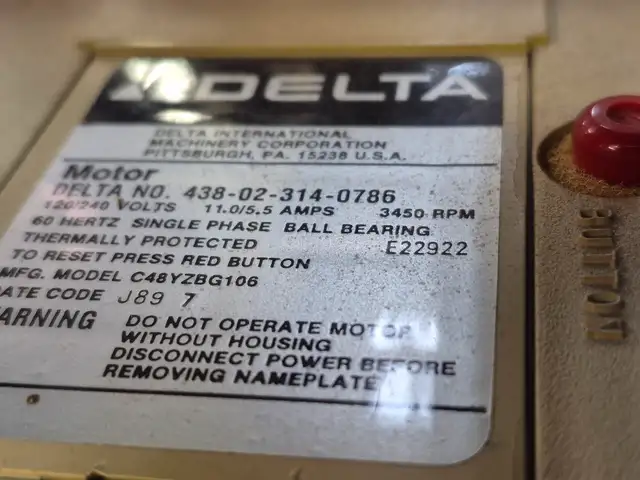 DELTA
DELTA INTERNATIONAL
MACHINERY CORPORATION
PITTSBURGH, PA. 15238 U.S.A.
Motor
DELTA NO. 438-02-314-0786
120/240 VOLTS 11.0/5.5 AMPS 3450 RPM
60 HERTZ SINGLE PHASE BALL BEARING
THERMALLY PROTECTED E22922
TO RESET PRESS RED BUTTON
MFG. MODEL C48YZBG106
ATE CODE J89 7
ARNING DO NOT OPERATE MOTOR
WITHOUT HOUSING
DISCONNECT POWER BEFORE
REMOVING NAMEPLATE
BUTTON